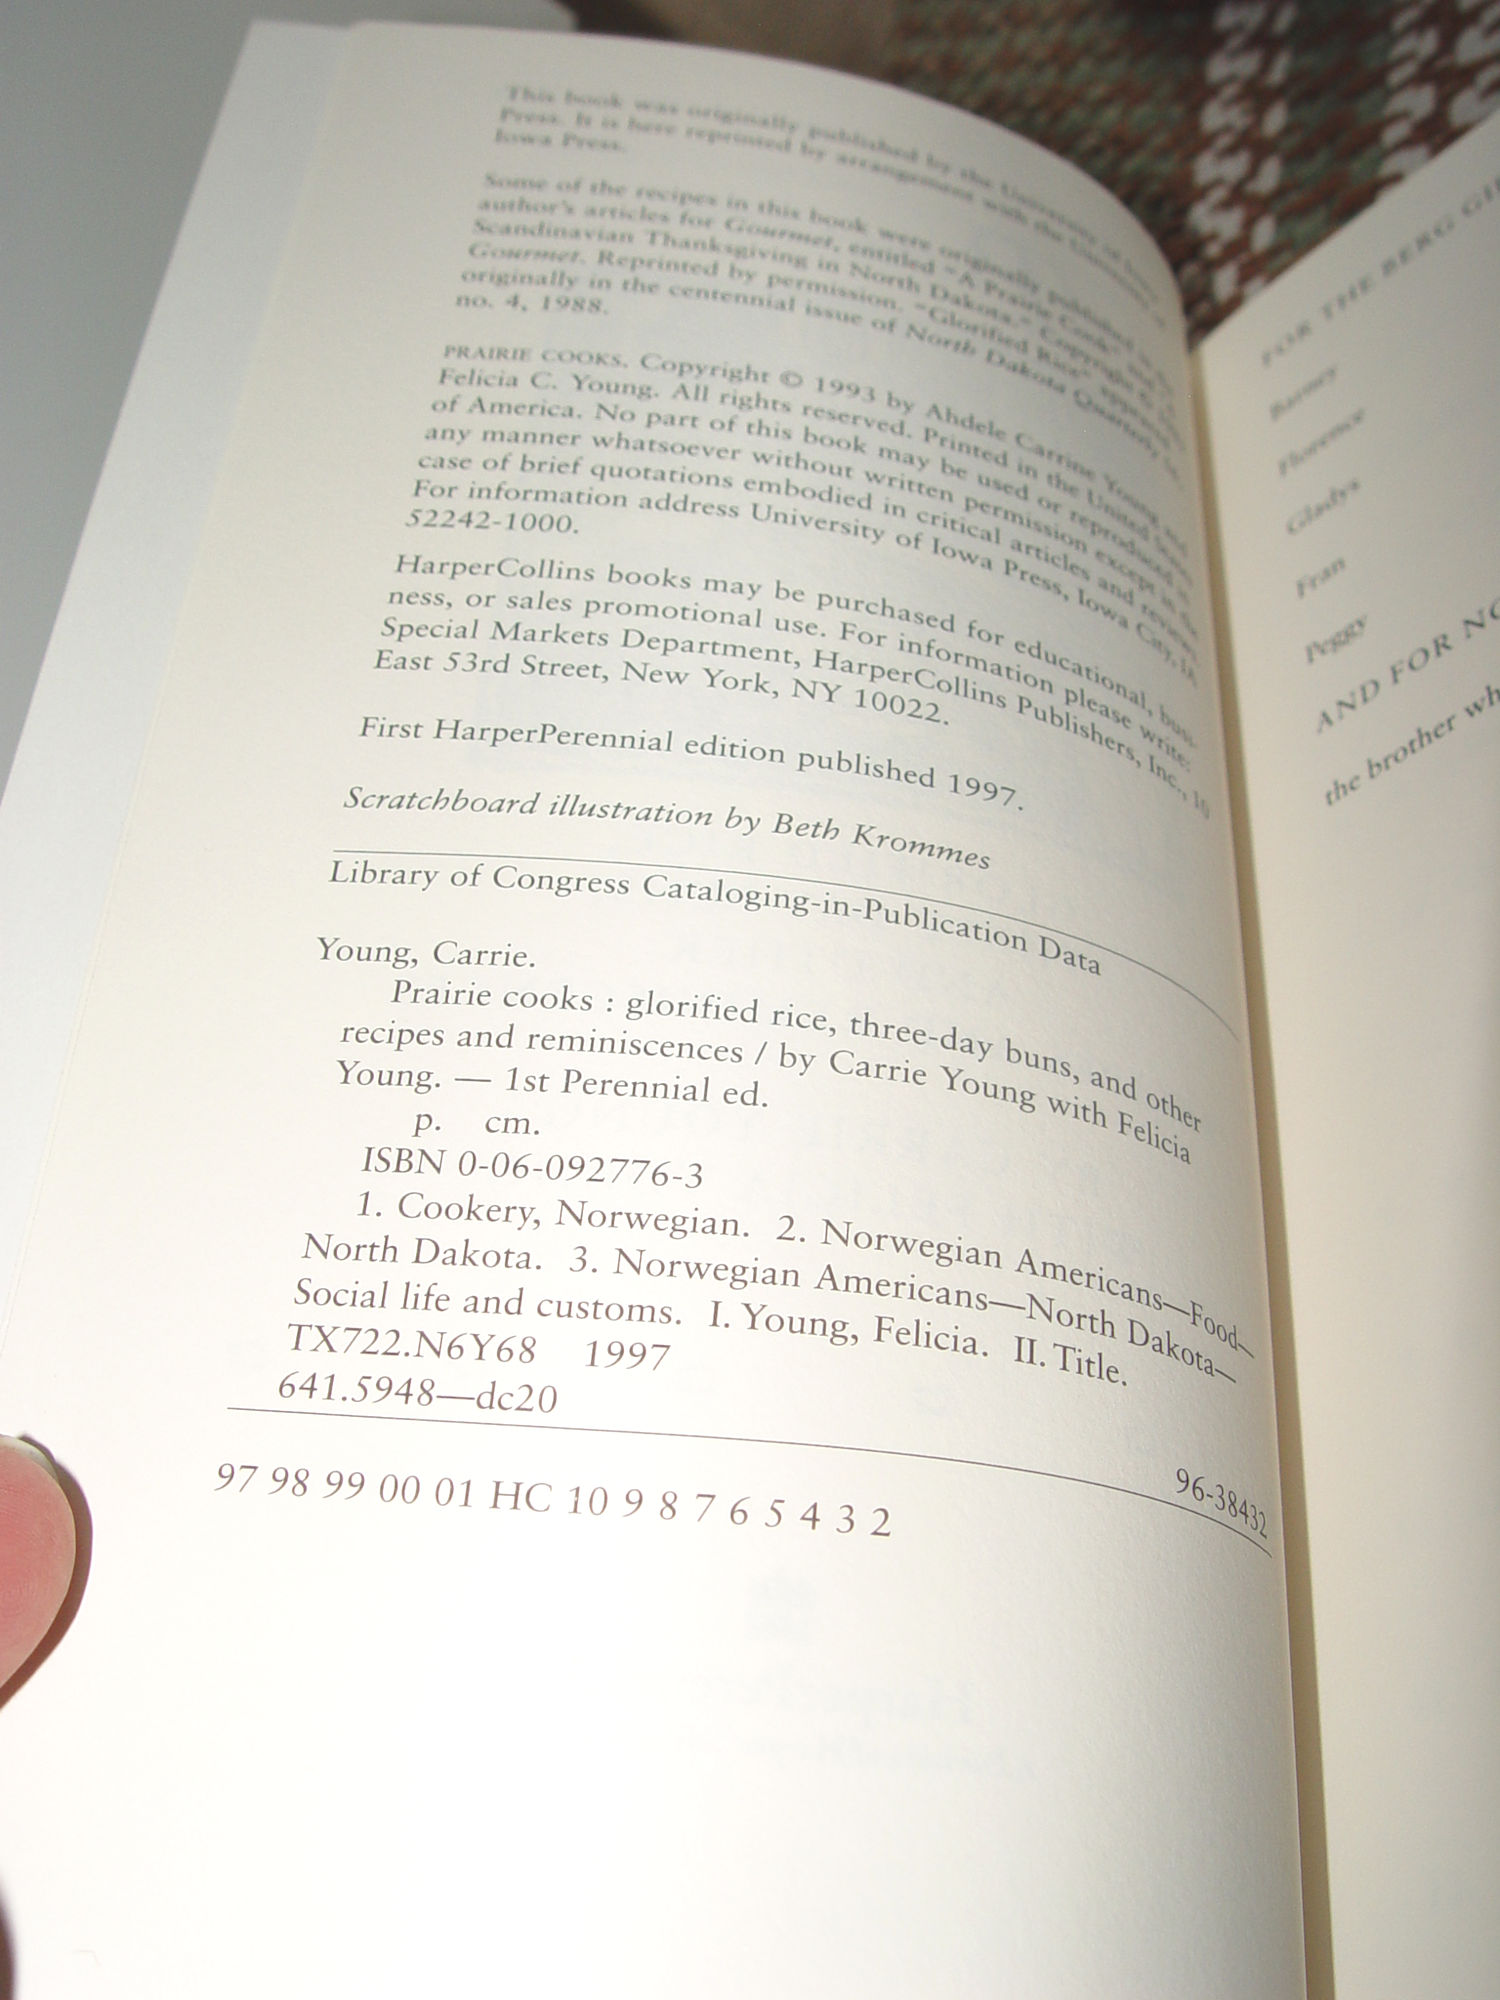 This book was originally published by the University of Iowa
Press. It is here reprinted by arrangement with the University of
Iowa Press.
Some of the recipes in this book were originally published in the
author's articles for Gourmet, entitled "A Prairie Cook" and "A
Scandinavian Thanksgiving in North Dakota." Copyright ©
Gourmet. Reprinted by permission. "Glorified Rice" appeared
originally in the centennial issue of North Dakota Quarterly
no. 4, 1988.
PRAIRIE COOKS. Copyright © 1993 by Ahdele Carrine Young and
Felicia C. Young. All rights reserved. Printed in the United States
of America. No part of this book may be used or reproduced in
any manner whatsoever without written permission except in the
case of brief quotations embodied in critical articles and reviews.
For information address University of Iowa Press, Iowa City, IA
52242-1000.
HarperCollins books may be purchased for educational, busi-
ness, or sales promotional use. For information please write:
Special Markets Department, HarperCollins Publishers, Inc., 10
East 53rd Street, New York, NY 10022.
First HarperPerennial edition published 1997.
Scratchboard illustration by Beth Krommes
Library of Congress Cataloging-in-Publication Data
Young, Carrie.
Prairie cooks : glorified rice, three-day buns, and other
recipes and reminiscences / by Carrie Young with Felicia
Young. — 1st Perennial ed.
p. cm.
ISBN 0-06-092776-3
1. Cookery, Norwegian. 2. Norwegian Americans—Food—
North Dakota. 3. Norwegian Americans—North Dakota—
Social life and customs. I. Young, Felicia. II. Title.
TX722.N6Y68 1997
641.5948—dc20
96-38432
97 98 99 00 01 HC 10 9 8 7 6 5 4 3 2
FOR THE BERG
Barney
Florence
Gladys
Fran
Peggy
AND FOR
the brother